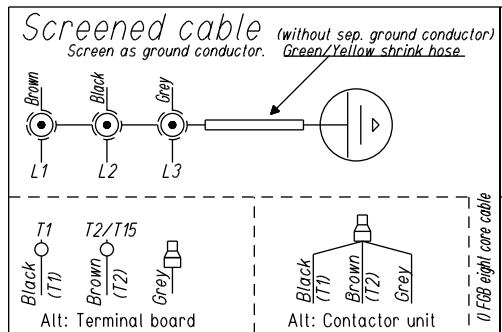 Screened cable (without sep. ground conductor)
Screen as ground conductor. Green/Yellow shrink hose
Brown Black Grey
L1 L2 L3
T1 T2/T15
Black (T1) Brown (T2) Grey
Alt: Terminal board
Black (T1) Brown (T2) Grey
Alt: Contactor unit
() FGB eight core cable